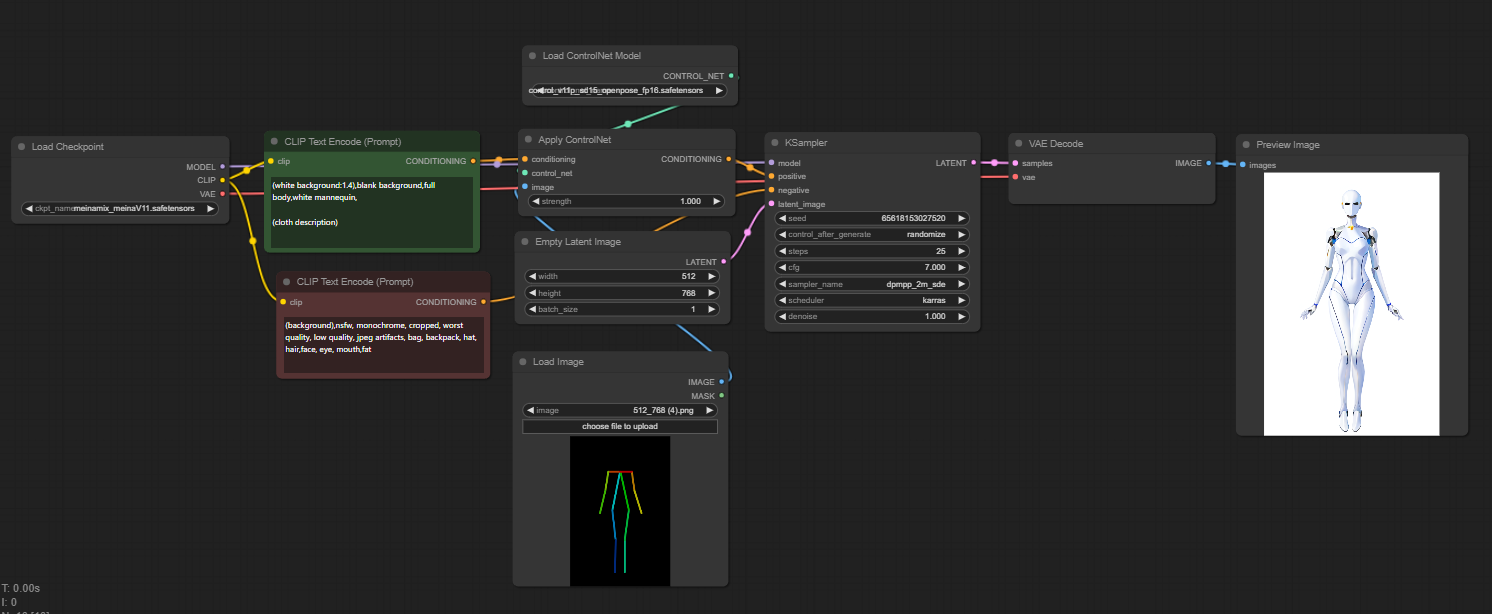 Load ControlNet Model
CONTROL_NET
control_v11p_sd15_openpose_fp16.safetensors
Load Checkpoint
MODEL
CLIP
VAE
ckpt_name meinamix_meinaV11.safetensors
CLIP Text Encode (Prompt)
clip CONDITIONING
(white background:1.4),blank background,full
body,white mannequin,
(cloth description)
CLIP Text Encode (Prompt)
clip CONDITIONING
(background),nsfw, monochrome, cropped, worst
quality, low quality, jpeg artifacts, bag, backpack, hat,
hair,face, eye, mouth,fat
Apply ControlNet
conditioning CONDITIONING
control_net
image
strength 1.000
Empty Latent Image
LATENT
width 512
height 768
batch_size 1
Load Image
IMAGE
MASK
image 512_768 (4).png
choose file to upload
KSampler
model LATENT
positive
negative
latent_image
seed 65618153027520
control_after_generate randomize
steps 25
cfg 7.000
sampler_name dpmpp_2m_sde
scheduler karras
denoise 1.000
VAE Decode
samples IMAGE
vae
Preview Image
images
T: 0.00s
I: 0